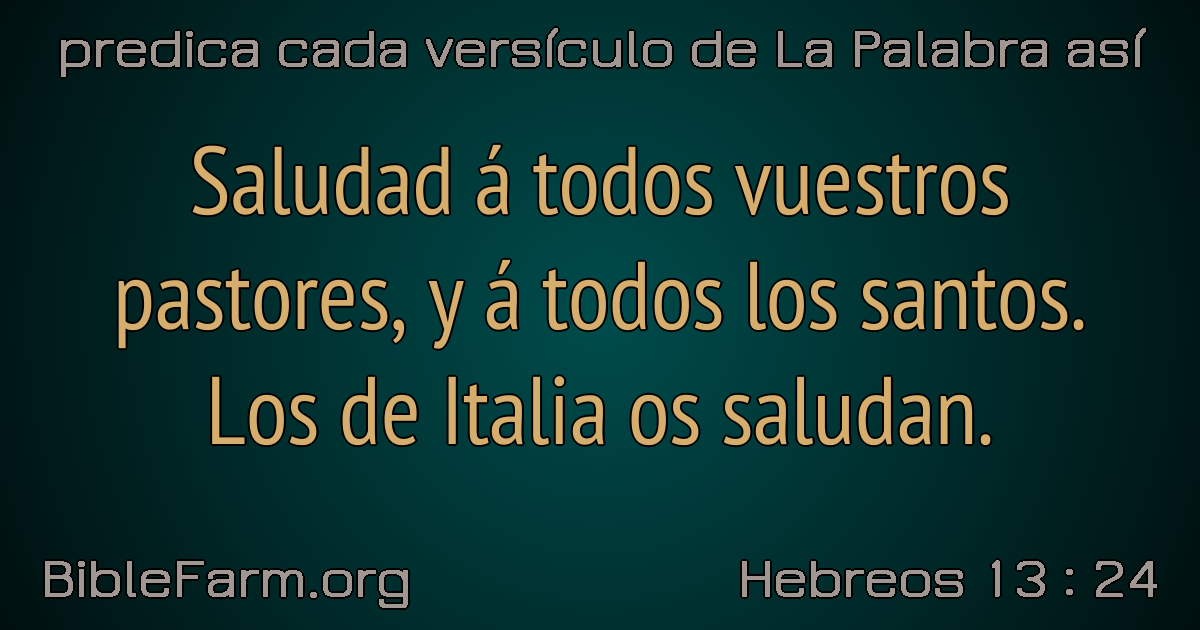 predica cada versículo de La Palabra así
Saludad á todos vuestros
pastores, y á todos los santos.
Los de Italia os saludan.
BibleFarm.org
Hebreos 13 : 24